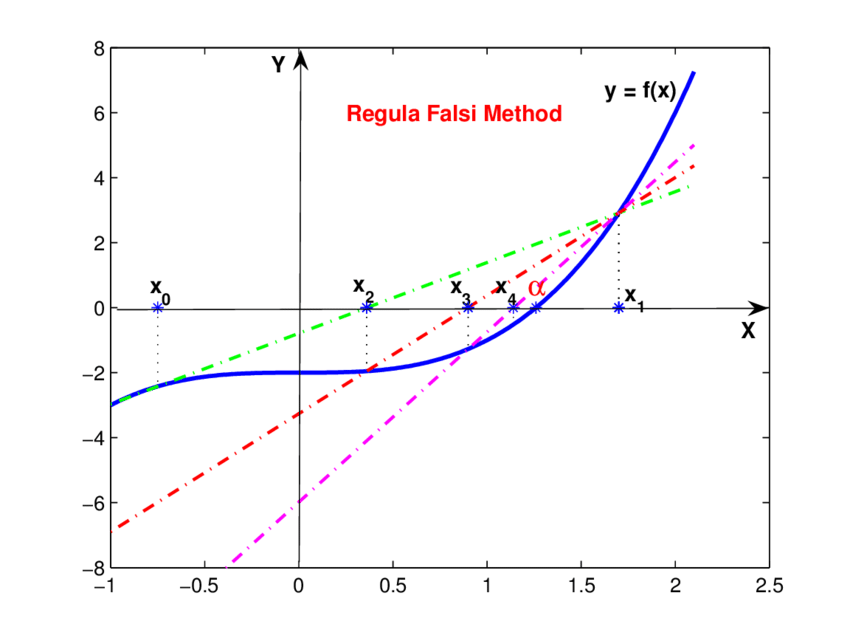 8
Y
y = f(x)
6
Regula Falsi Method
4
2
x0 x2 x3 x4 α x1
0
X
−2
−4
−6
−8
−1 −0.5 0 0.5 1 1.5 2 2.5